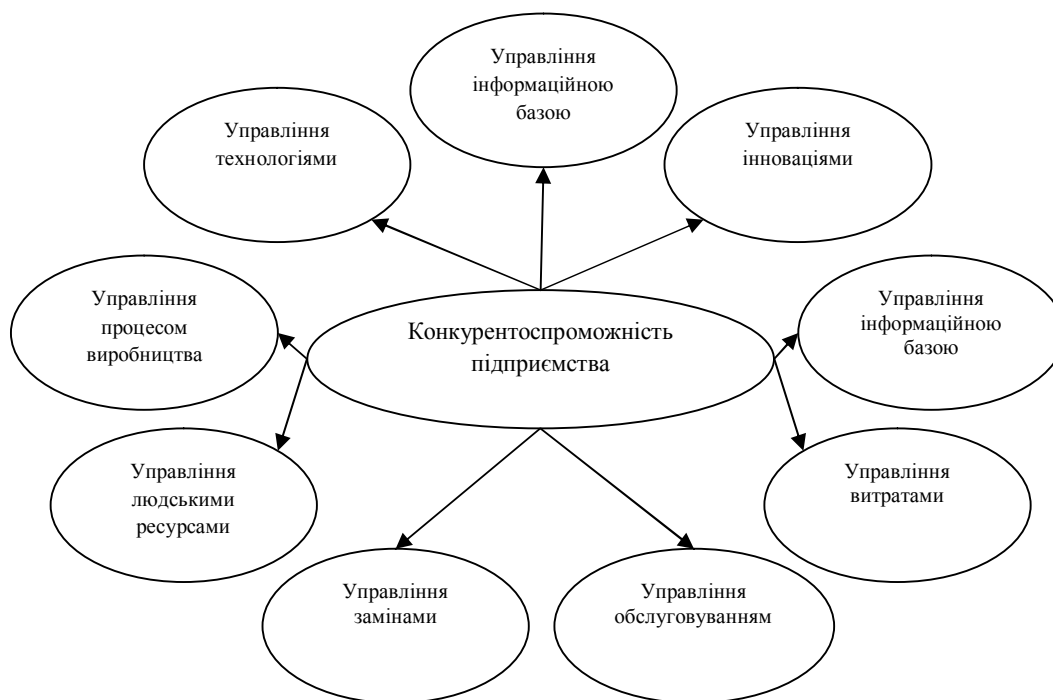 Управління
інформаційною
базою
Управління
технологіями
Управління
інноваціями
Управління
процесом
виробництва
Конкурентоспроможність
підприємства
Управління
інформаційною
базою
Управління
людськими
ресурсами
Управління
витратами
Управління
замінами
Управління
обслуговуванням